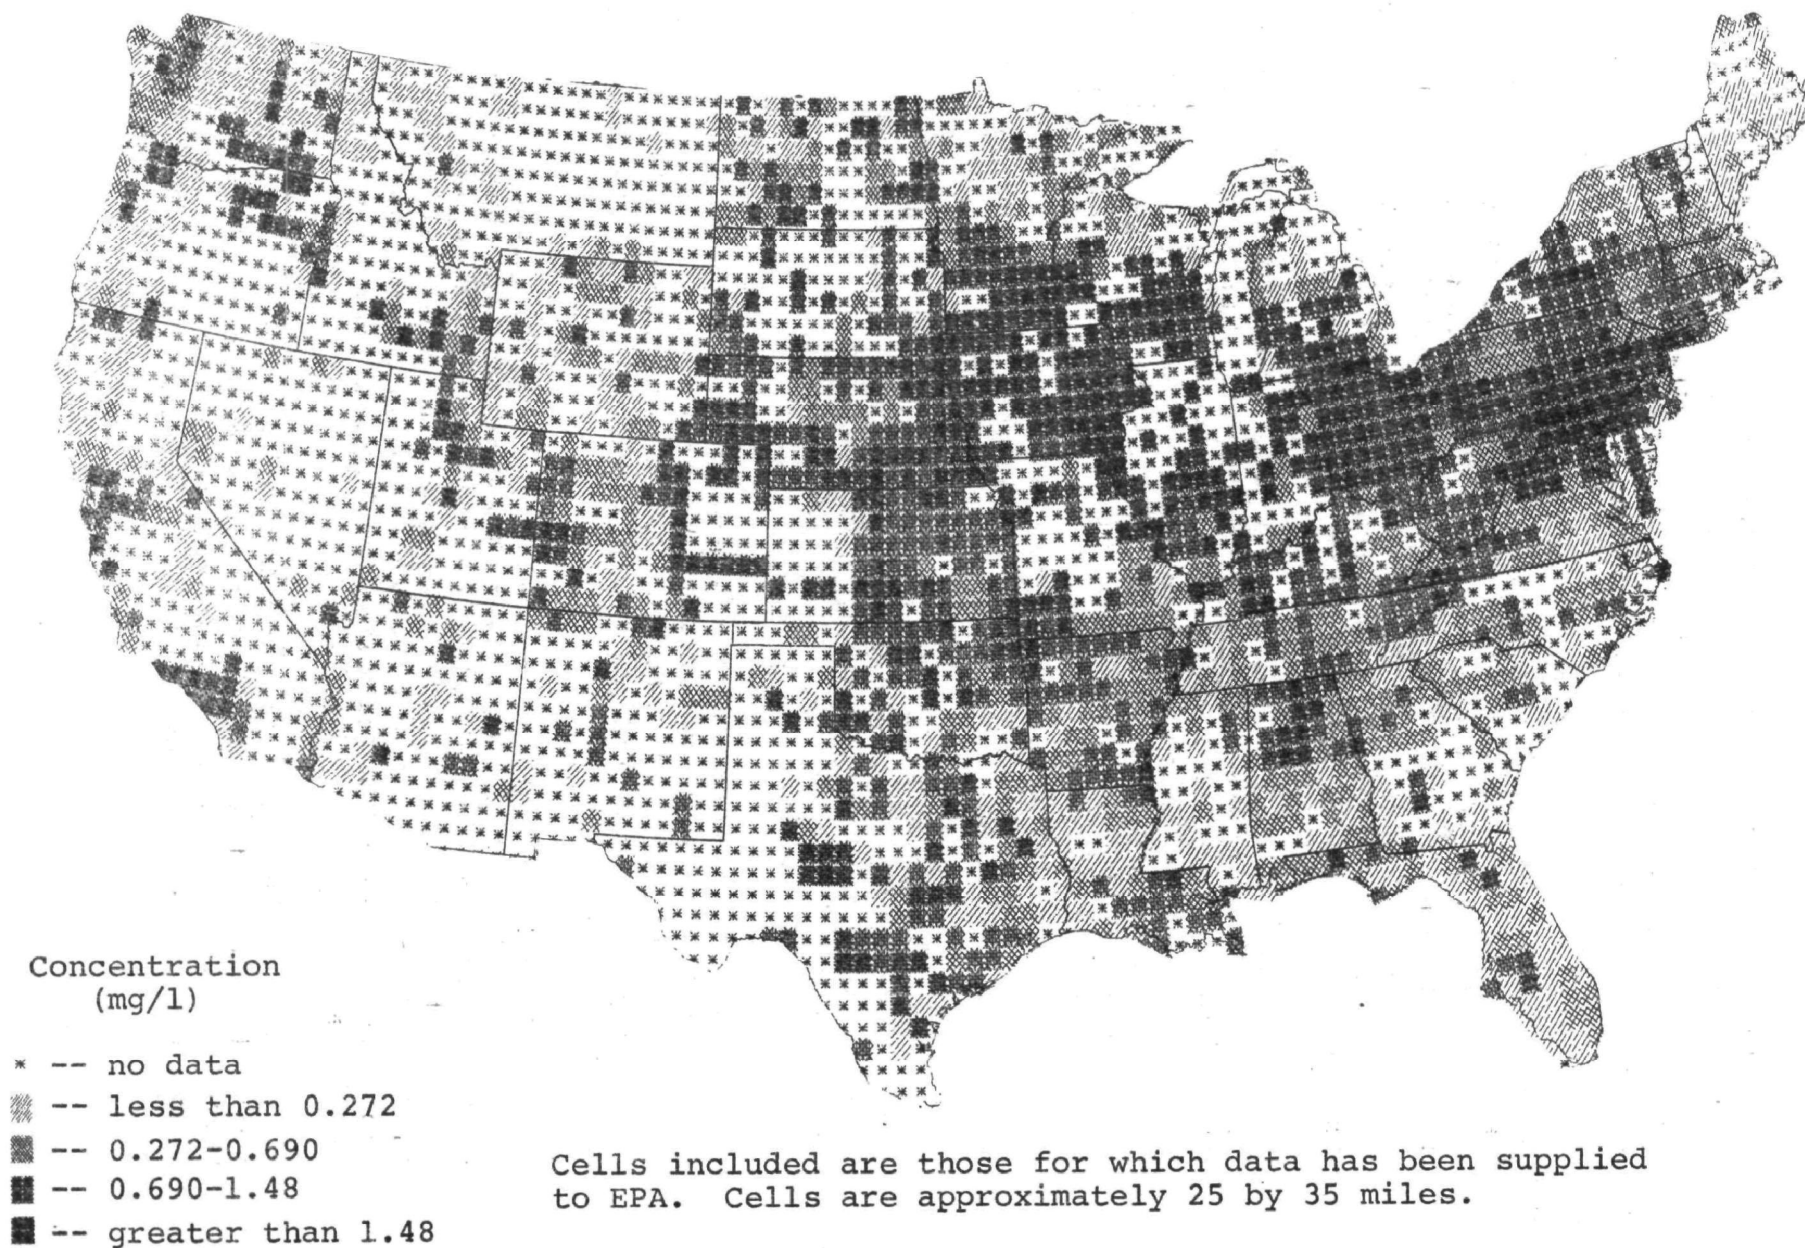 Concentration
(mg/l)
* -- no data
-- less than 0.272
-- 0.272-0.690
-- 0.690-1.48
-- greater than 1.48
Cells included are those for which data has been supplied
to EPA. Cells are approximately 25 by 35 miles.